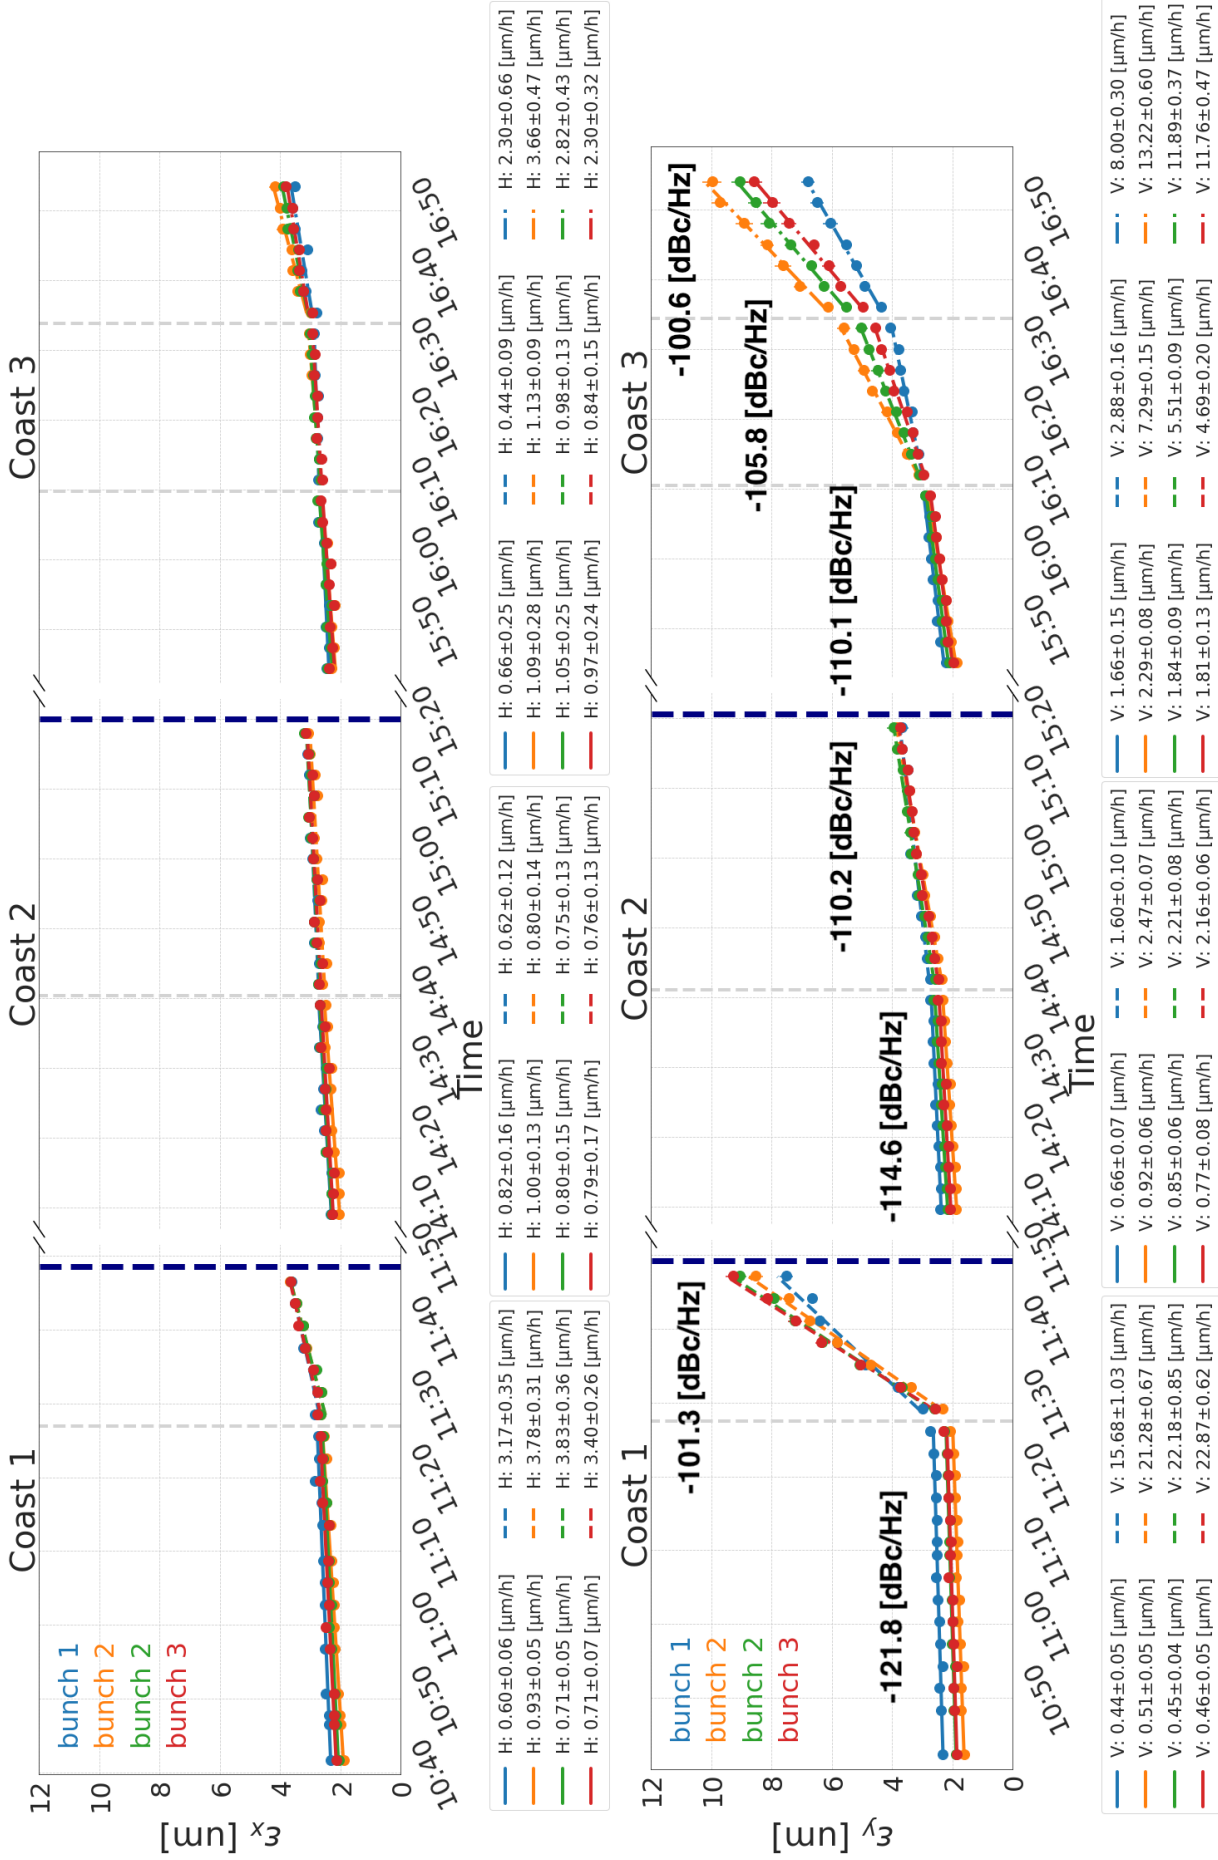 Coast 1
Coast 2
Coast 3
εx [um]
12
10
8
6
4
2
0
bunch 1
bunch 2
bunch 2
bunch 3
10:40
10:50
11:00
11:10
11:20
11:30
11:40
11:50
14:10
14:20
14:30
14:40
14:50
15:00
15:10
15:20
15:50
16:00
16:10
16:20
16:30
16:40
16:50
Time
H: 0.60±0.06 [μm/h]
H: 0.93±0.05 [μm/h]
H: 0.71±0.05 [μm/h]
H: 0.71±0.07 [μm/h]
H: 3.17±0.35 [μm/h]
H: 3.78±0.31 [μm/h]
H: 3.83±0.36 [μm/h]
H: 3.40±0.26 [μm/h]
H: 0.82±0.16 [μm/h]
H: 1.00±0.13 [μm/h]
H: 0.80±0.15 [μm/h]
H: 0.79±0.17 [μm/h]
H: 0.62±0.12 [μm/h]
H: 0.80±0.14 [μm/h]
H: 0.75±0.13 [μm/h]
H: 0.76±0.13 [μm/h]
H: 0.66±0.25 [μm/h]
H: 1.09±0.28 [μm/h]
H: 1.05±0.25 [μm/h]
H: 0.97±0.24 [μm/h]
H: 0.44±0.09 [μm/h]
H: 1.13±0.09 [μm/h]
H: 0.98±0.13 [μm/h]
H: 0.84±0.15 [μm/h]
H: 2.30±0.66 [μm/h]
H: 3.66±0.47 [μm/h]
H: 2.82±0.43 [μm/h]
H: 2.30±0.32 [μm/h]
Coast 1
Coast 2
Coast 3
εy [um]
12
10
8
6
4
2
0
bunch 1
bunch 2
bunch 2
bunch 3
-121.8 [dBc/Hz]
-101.3 [dBc/Hz]
-114.6 [dBc/Hz]
-110.2 [dBc/Hz]
-110.1 [dBc/Hz]
-105.8 [dBc/Hz]
-100.6 [dBc/Hz]
10:50
11:00
11:10
11:20
11:30
11:40
11:50
14:10
14:20
14:30
14:40
14:50
15:00
15:10
15:20
15:50
16:00
16:10
16:20
16:30
16:40
16:50
Time
V: 0.44±0.05 [μm/h]
V: 0.51±0.05 [μm/h]
V: 0.45±0.04 [μm/h]
V: 0.46±0.05 [μm/h]
V: 15.68±1.03 [μm/h]
V: 21.28±0.67 [μm/h]
V: 22.18±0.85 [μm/h]
V: 22.87±0.62 [μm/h]
V: 0.66±0.07 [μm/h]
V: 0.92±0.06 [μm/h]
V: 0.85±0.06 [μm/h]
V: 0.77±0.08 [μm/h]
V: 1.60±0.10 [μm/h]
V: 2.47±0.07 [μm/h]
V: 2.21±0.08 [μm/h]
V: 2.16±0.06 [μm/h]
V: 1.66±0.15 [μm/h]
V: 2.29±0.08 [μm/h]
V: 1.84±0.09 [μm/h]
V: 1.81±0.13 [μm/h]
V: 2.88±0.16 [μm/h]
V: 7.29±0.15 [μm/h]
V: 5.51±0.09 [μm/h]
V: 4.69±0.20 [μm/h]
V: 8.00±0.30 [μm/h]
V: 13.22±0.60 [μm/h]
V: 11.89±0.37 [μm/h]
V: 11.76±0.47 [μm/h]